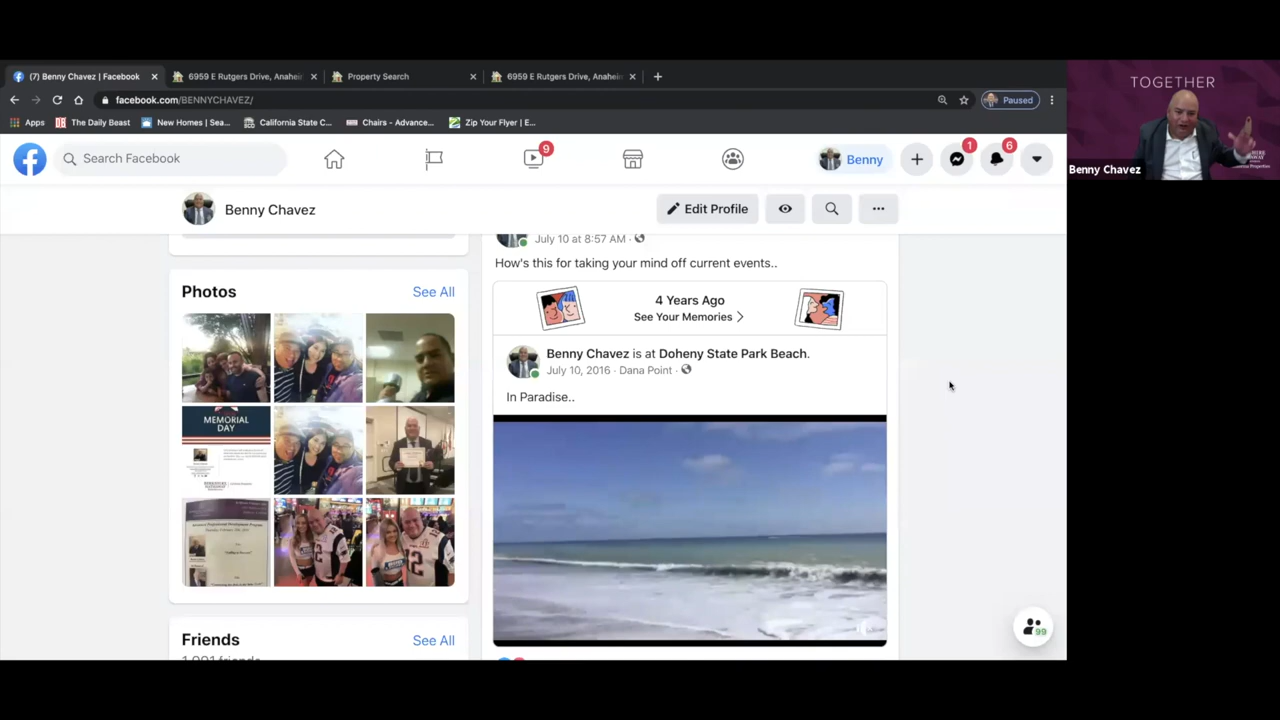 (7) Benny Chavez | Facebook
6959 E Rutgers Drive, Anahei
Property Search
6959 E Rutgers Drive, Anahei
facebook.com/BENNYCHAVEZ/
Paused
Apps
The Daily Beast
New Homes | Sea...
California State C...
Chairs - Advance...
Zip Your Flyer | E...
TOGETHER
Benny Chavez
Search Facebook
9
Benny
1
6
Benny Chavez
Edit Profile
July 10 at 8:57 AM ·
How's this for taking your mind off current events..
Photos
See All
4 Years Ago
See Your Memories
Benny Chavez is at Doheny State Park Beach.
July 10, 2016 · Dana Point ·
In Paradise..
MEMORIAL
DAY
Friends
See All
1,001 friends
99